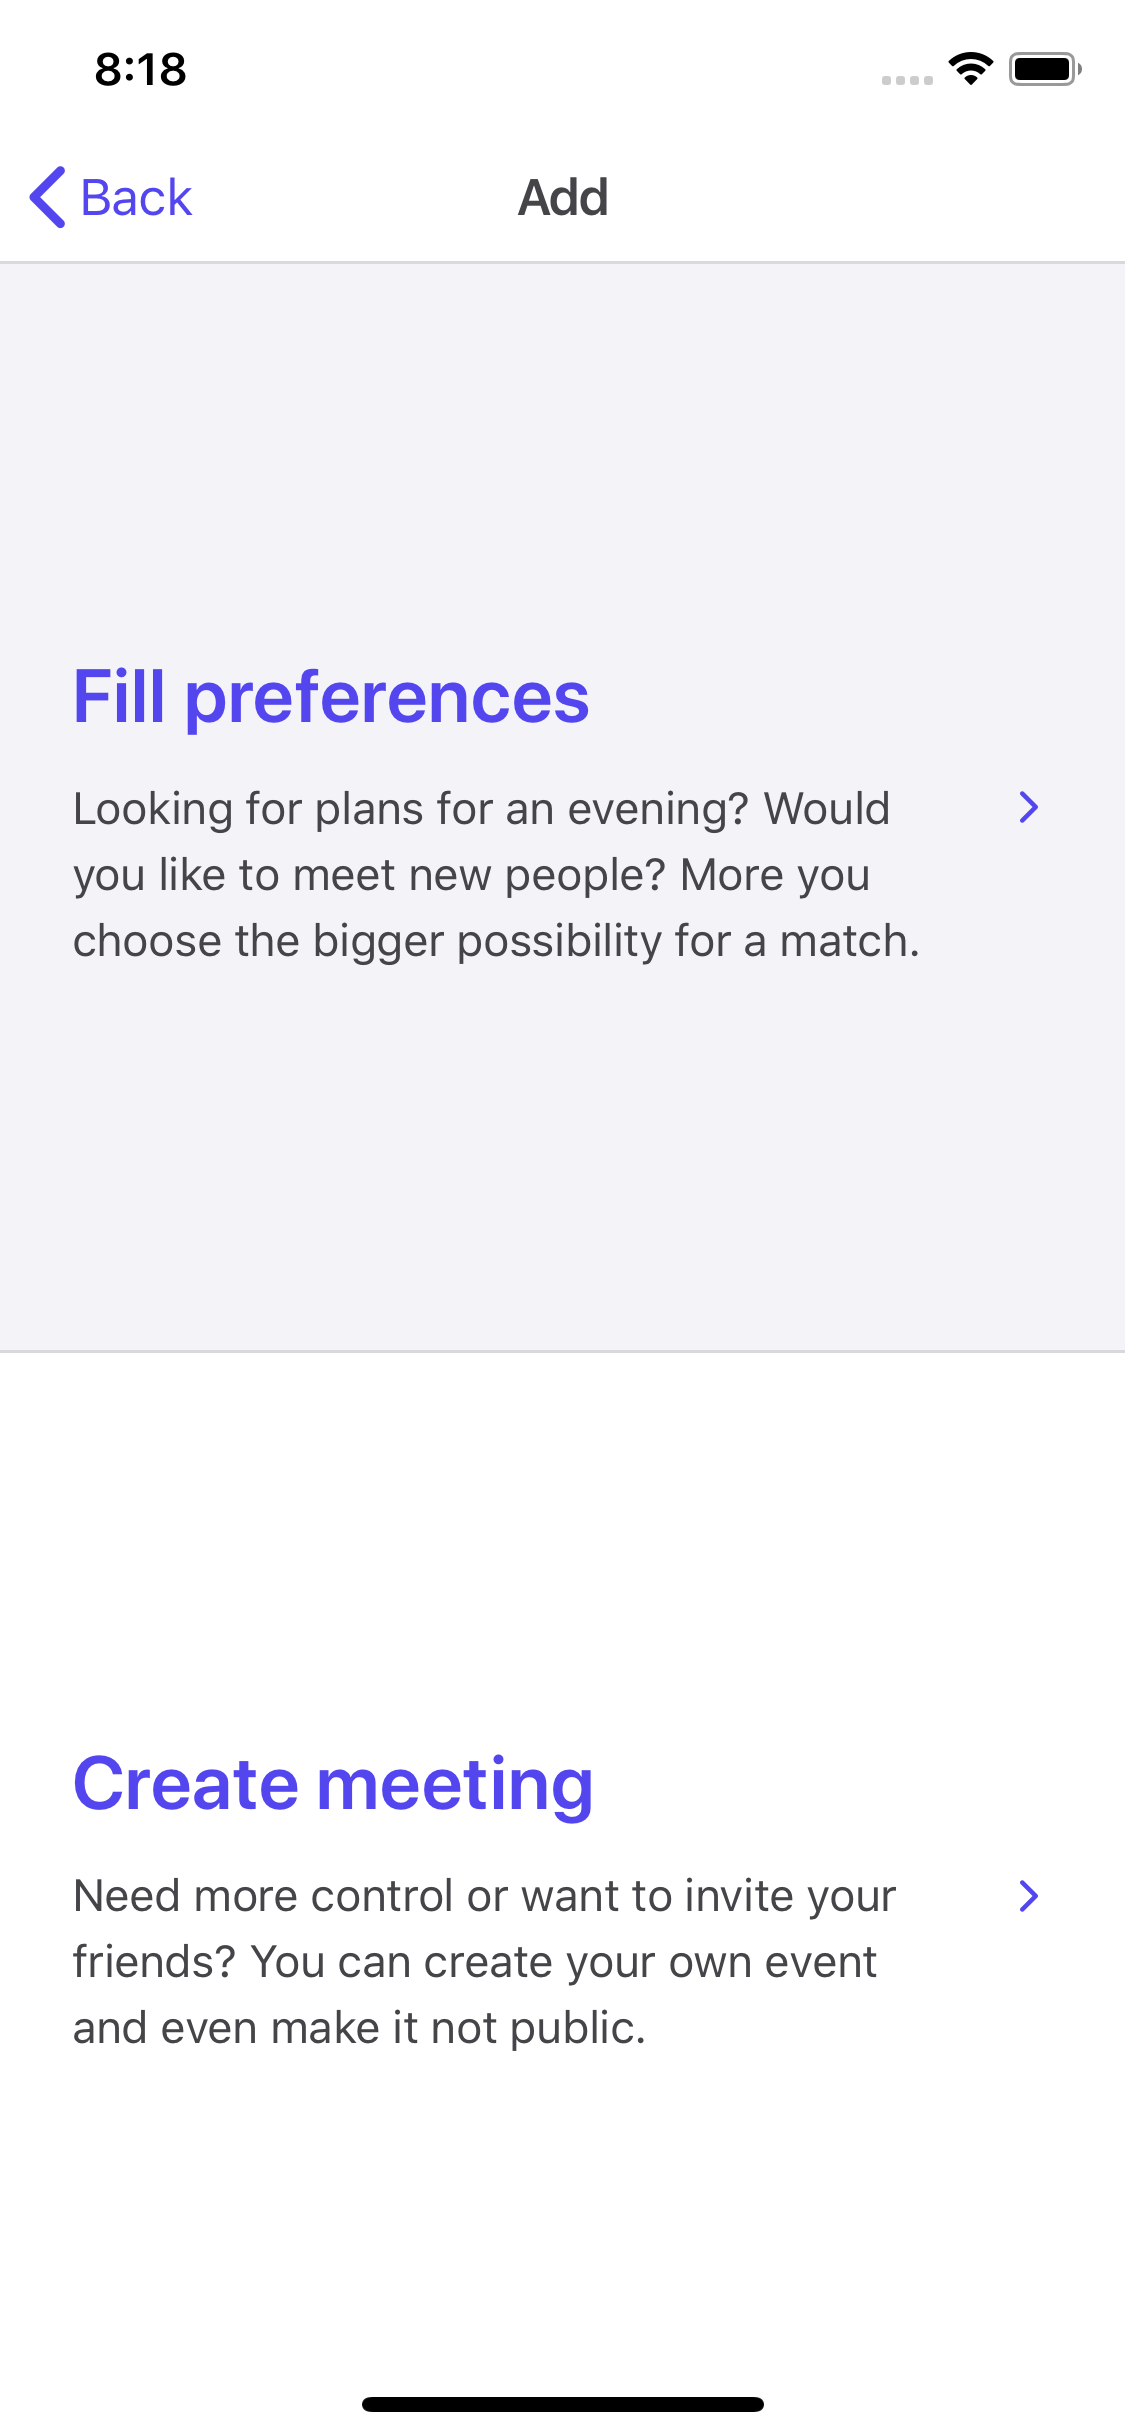 8:18
Back
Add
Fill preferences
Looking for plans for an evening? Would
you like to meet new people? More you
choose the bigger possibility for a match.
Create meeting
Need more control or want to invite your
friends? You can create your own event
and even make it not public.